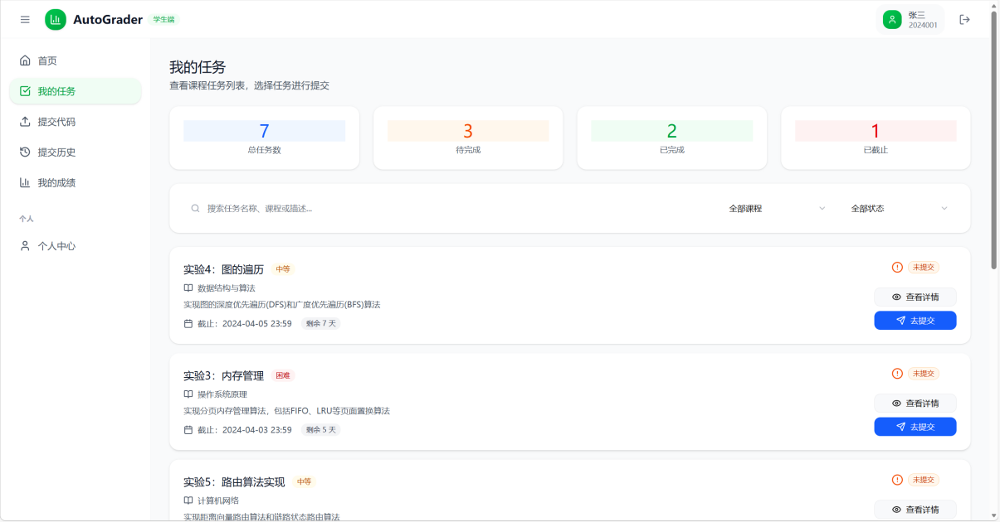 AutoGrader 学生端
张三
2024001
首页
我的任务
提交代码
提交历史
我的成绩
个人
个人中心
我的任务
查看课程任务列表，选择任务进行提交
7
总任务数
3
待完成
2
已完成
1
已截止
搜索任务名称、课程或描述...
全部课程
全部状态
实验4：图的遍历 中等
未提交
数据结构与算法
查看详情
实现图的深度优先遍历(DFS)和广度优先遍历(BFS)算法
去提交
截止：2024-04-05 23:59 剩余 7 天
实验3：内存管理 困难
未提交
操作系统原理
查看详情
实现分页内存管理算法，包括FIFO、LRU等页面置换算法
去提交
截止：2024-04-03 23:59 剩余 5 天
实验5：路由算法实现 中等
未提交
计算机网络
查看详情
实现距离向量路由算法和链路状态路由算法